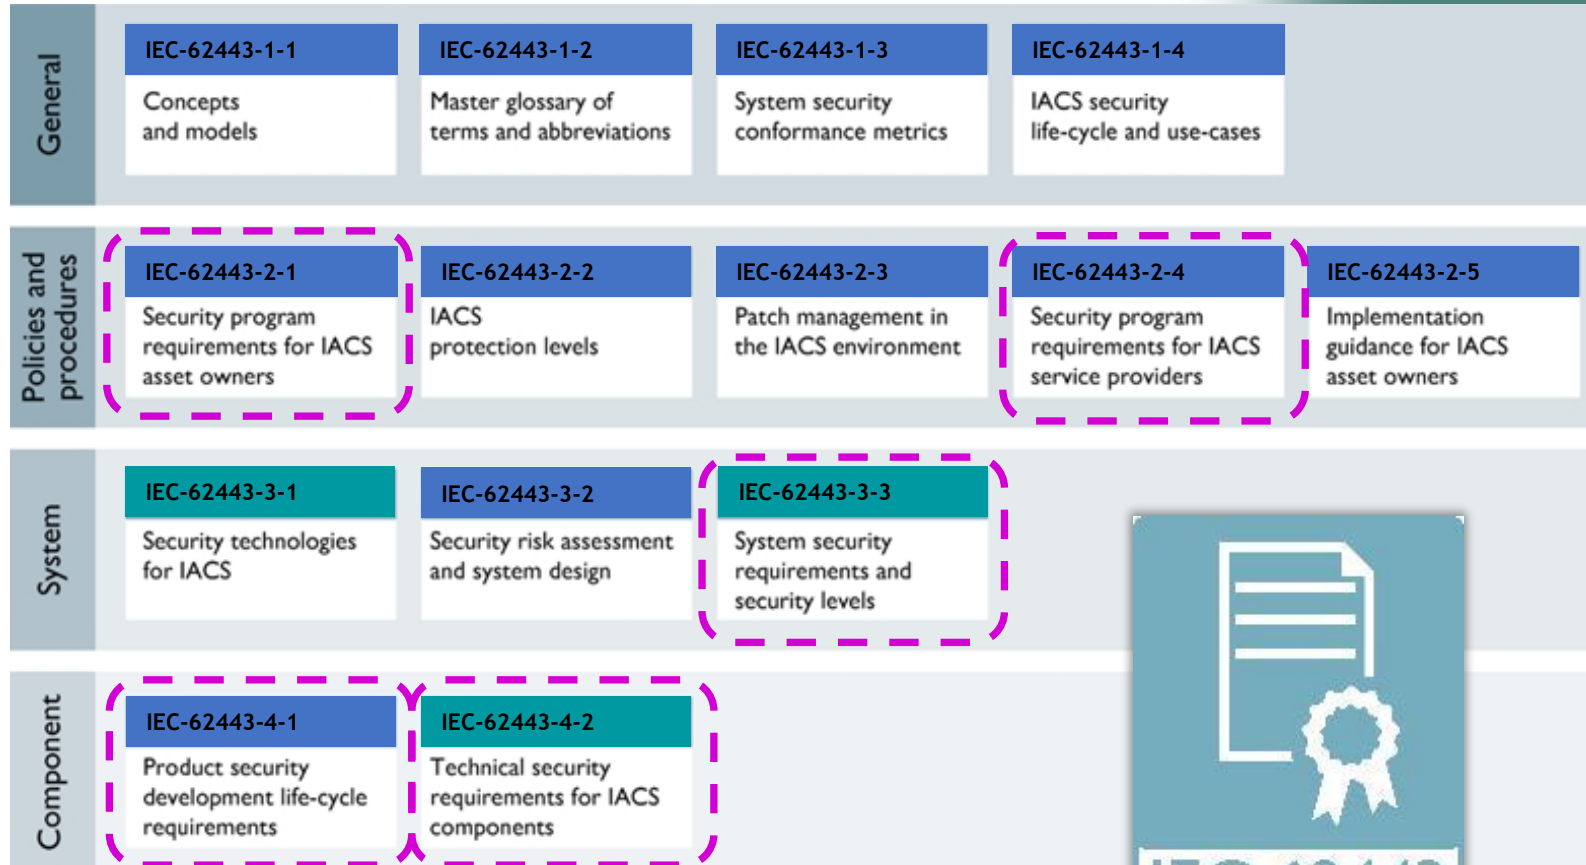 General
IEC-62443-1-1
Concepts
and models
IEC-62443-1-2
Master glossary of
terms and abbreviations
IEC-62443-1-3
System security
conformance metrics
IEC-62443-1-4
IACS security
life-cycle and use-cases
Policies and
procedures
IEC-62443-2-1
Security program
requirements for IACS
asset owners
IEC-62443-2-2
IACS
protection levels
IEC-62443-2-3
Patch management in
the IACS environment
IEC-62443-2-4
Security program
requirements for IACS
service providers
IEC-62443-2-5
Implementation
guidance for IACS
asset owners
System
IEC-62443-3-1
Security technologies
for IACS
IEC-62443-3-2
Security risk assessment
and system design
IEC-62443-3-3
System security
requirements and
security levels
Component
IEC-62443-4-1
Product security
development life-cycle
requirements
IEC-62443-4-2
Technical security
requirements for IACS
components